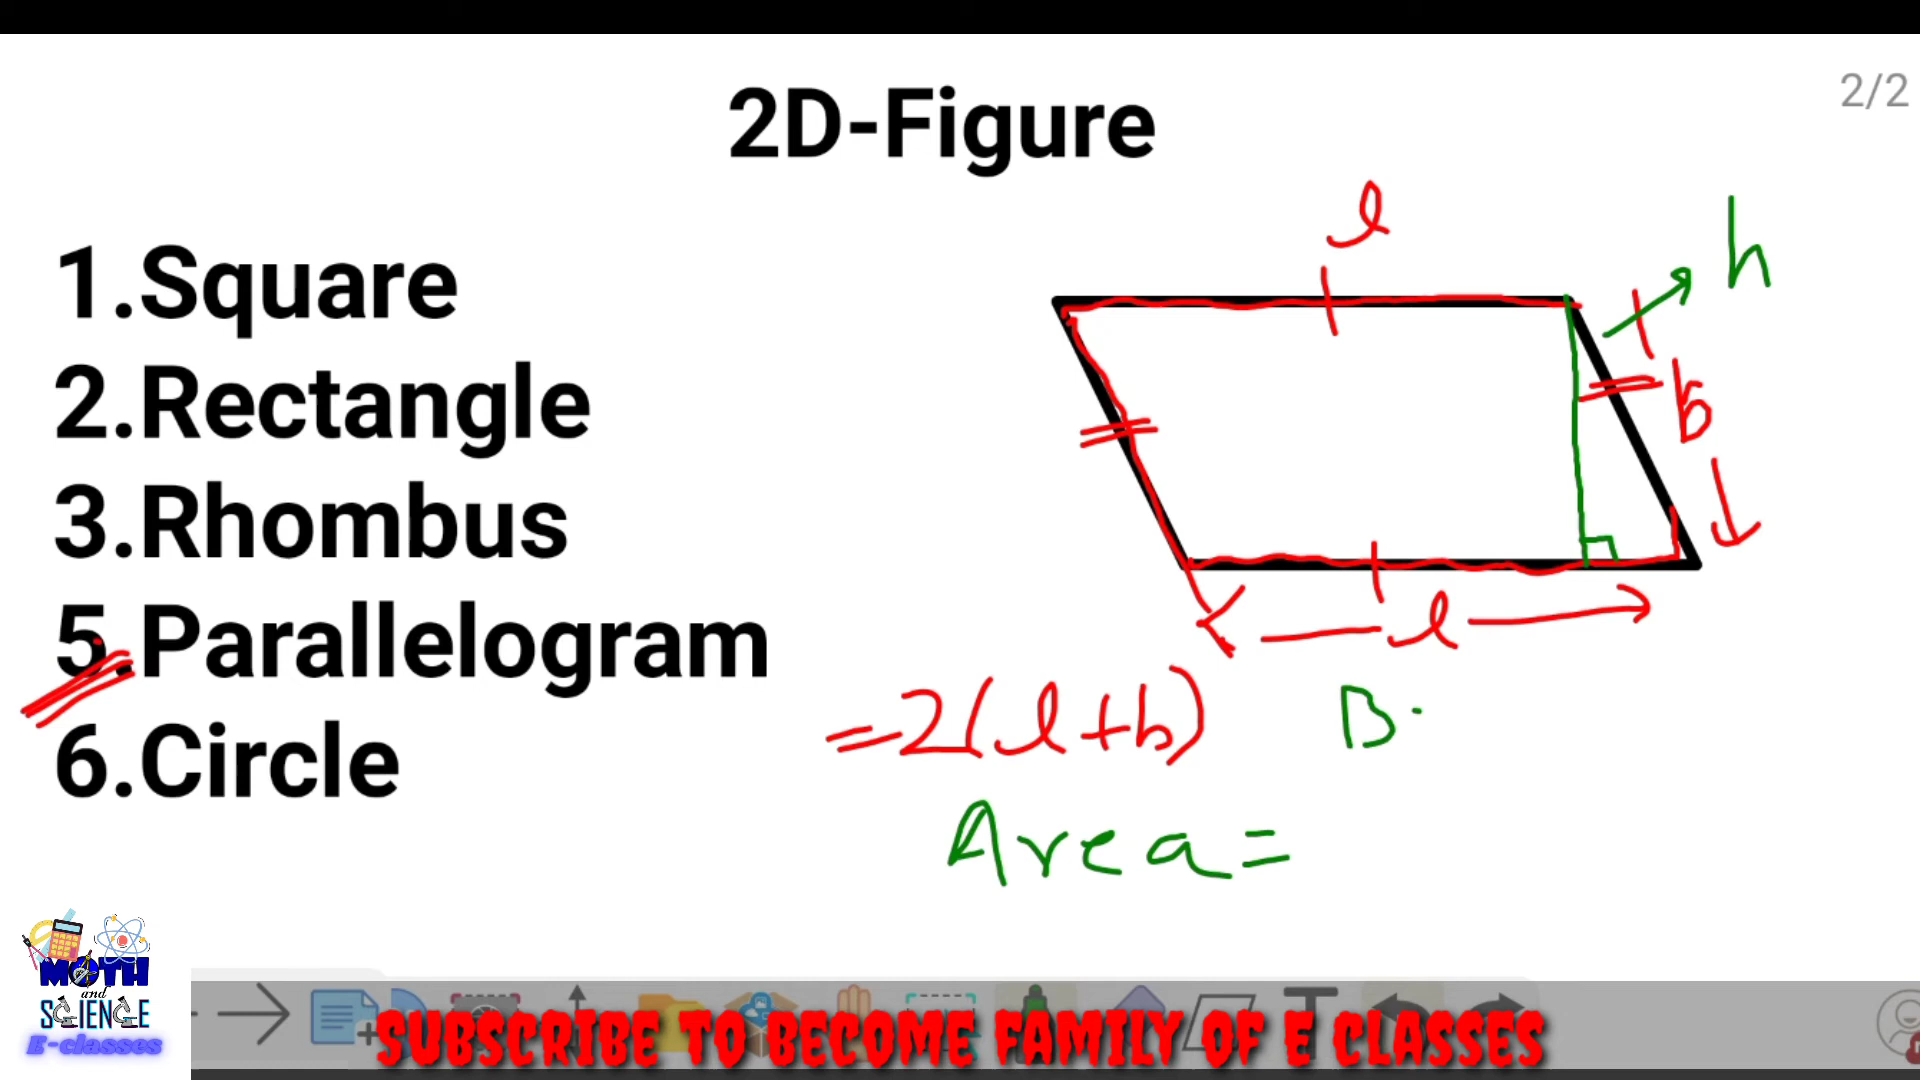 2D-Figure
2/2
1.Square
2.Rectangle
3.Rhombus
5.Parallelogram
6.Circle
l
h
b
l
=2(l+b)
B.
Area=
MATH
and
SCIENCE
E-classes
SUBSCRIBE TO BECOME FAMILY OF E CLASSES